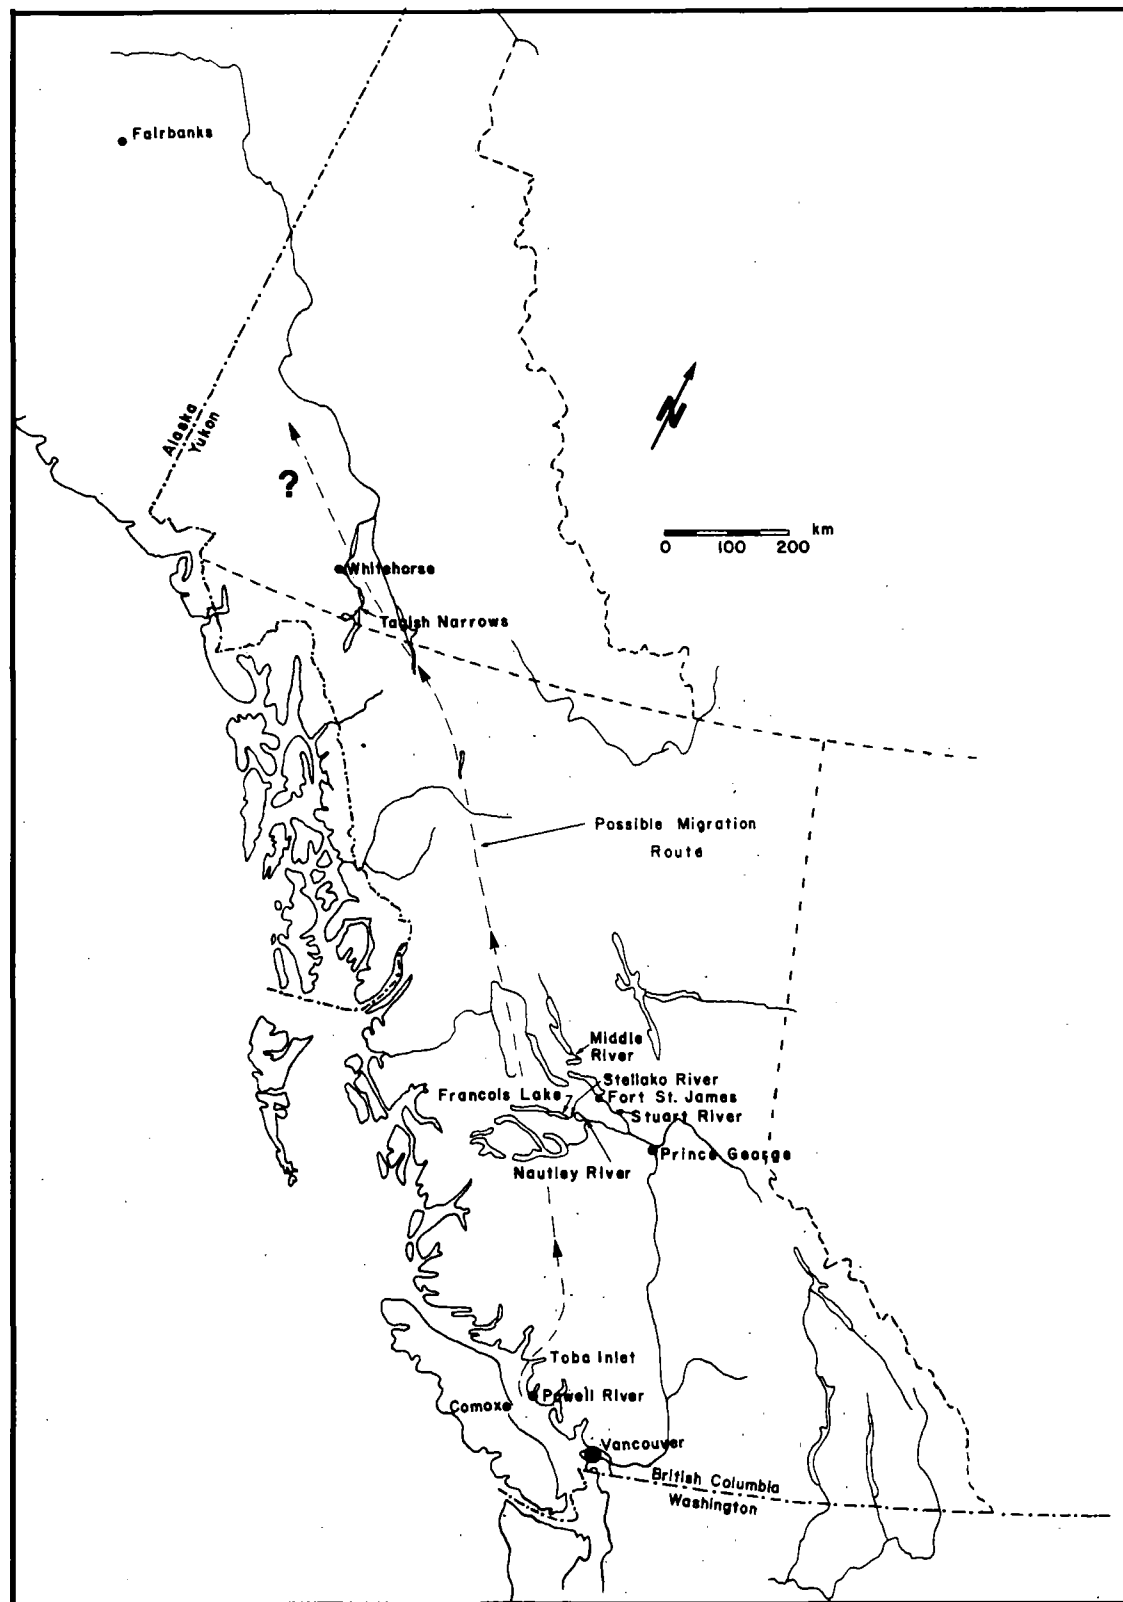 Fairbanks
Alaska
Yukon
N
?
km
0 100 200
Whitehorse
Tagish Narrows
Possible Migration
Route
Middle
River
Stellako River
Francois Lake
Fort St. James
Stuart River
Prince George
Nautley River
Toba Inlet
Powell River
Comox
Vancouver
British Columbia
Washington